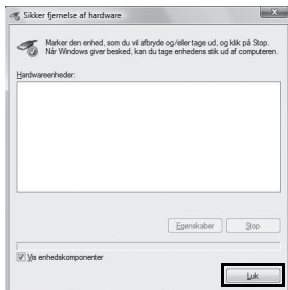 Sikker fjernelse af hardware
Marker den enhed, som du vil afbryde og/eller tage ud, og klik på Stop.
Når Windows giver besked, kan du tage enhedens stik ud af computeren.
Hardwareenheder:
Egenskaber
Stop
Vis enhedskomponenter
Luk